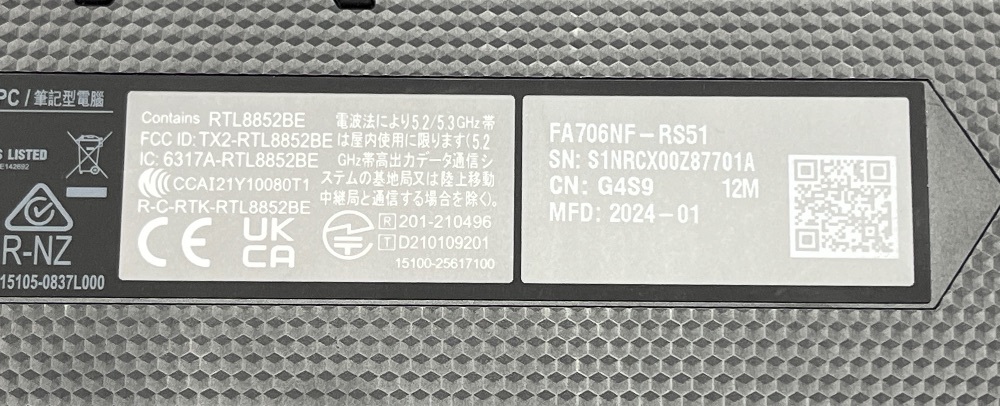 PC / 筆記型電腦
LISTED
E142692
R-NZ
15105-0837L000
Contains RTL8852BE
FCC ID: TX2-RTL8852BE
IC: 6317A-RTL8852BE
CCAI21Y10080T1
R-C-RTK-RTL8852BE
CE
UK
CA
電波法により5.2/5.3GHz帯
は屋内使用に限ります(5.2
GHz帯高出力データ通信シ
ステムの基地局又は陸上移動
中継局と通信する場合を除く)。
R 201-210496
T D210109201
15100-25617100
FA706NF-RS51
SN: S1NRCX00Z87701A
CN: G4S9 12M
MFD: 2024-01